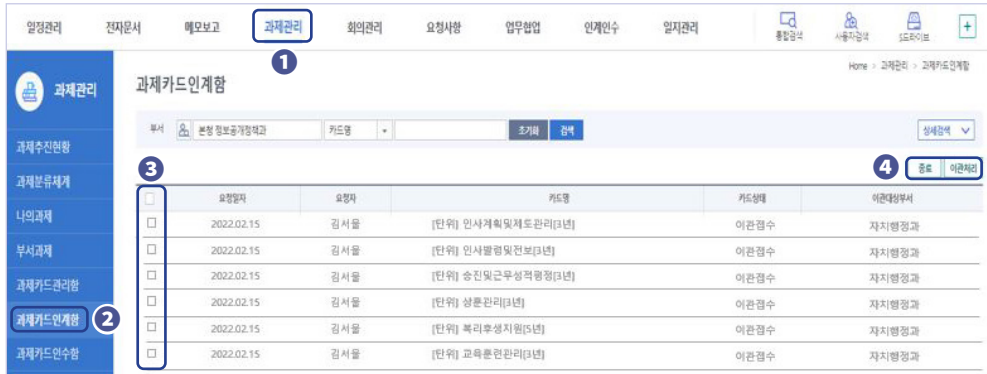 일정관리 전자문서 메모보고 과제관리 회의관리 요청사항 업무협업 인계인수 일지관리 통합검색 사용자검색 S드라이브 +
1
Home > 과제관리 > 과제카드인계함
과제관리 과제카드인계함
부서 본청 정보공개정책과 카드명 초기화 검색 상세검색
과제추진현황
3 4 종료 이관처리
과제분류체계
요청일자 요청자 카드명 카드상태 이관대상부서
나의과제
2022.02.15 김서울 [단위] 인사계획및제도관리[3년] 이관접수 자치행정과
부서과제
2022.02.15 김서울 [단위] 인사발령및전보[3년] 이관접수 자치행정과
과제카드관리함
2022.02.15 김서울 [단위] 승진및근무성적평정[3년] 이관접수 자치행정과
과제카드인계함 2
2022.02.15 김서울 [단위] 상훈관리[3년] 이관접수 자치행정과
2022.02.15 김서울 [단위] 복리후생지원[5년] 이관접수 자치행정과
과제카드인수함
2022.02.15 김서울 [단위] 교육훈련관리[3년] 이관접수 자치행정과